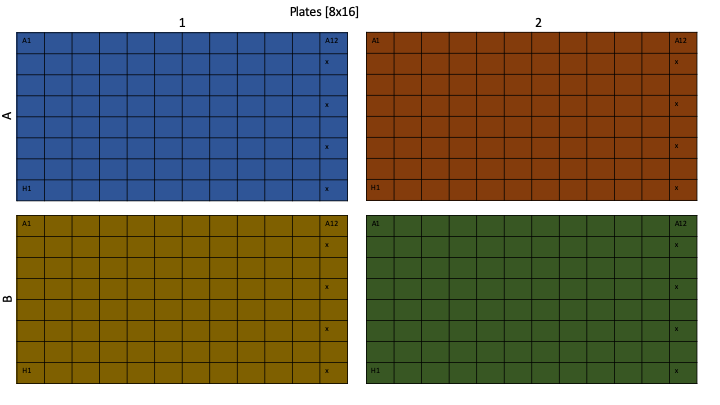 Plates [8x16]
1 2
A
A1 A12 A1 A12
x x
x x
x x
H1 x H1 x
B
A1 A12 A1 A12
x x
x x
x x
H1 x H1 x